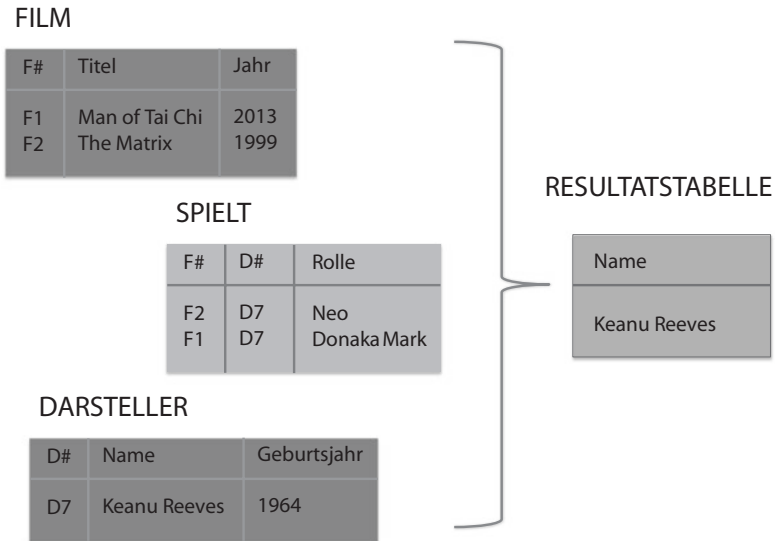 FILM
F# Titel Jahr
F1 Man of Tai Chi 2013
F2 The Matrix 1999
SPIELT
F# D# Rolle
F2 D7 Neo
F1 D7 Donaka Mark
DARSTELLER
D# Name Geburtsjahr
D7 Keanu Reeves 1964
RESULTATSTABELLE
Name
Keanu Reeves